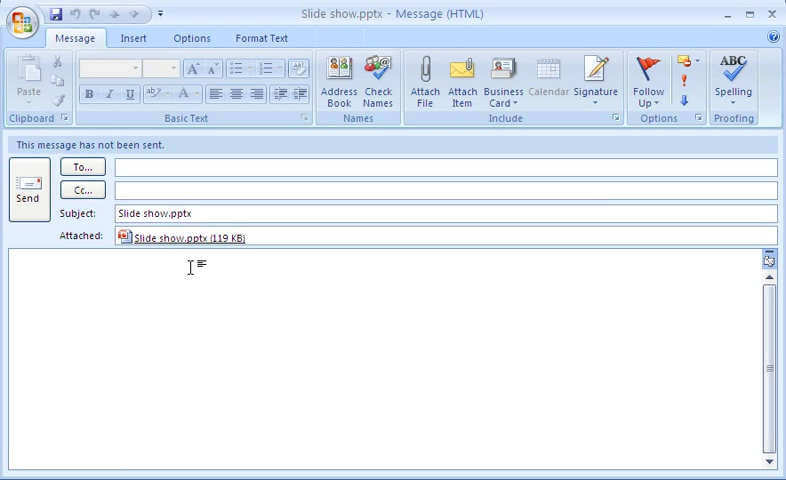 Slide show.pptx - Message (HTML)
Message Insert Options Format Text
Paste
Clipboard
B I U ab A
Basic Text
Address Book
Check Names
Names
Attach File
Attach Item
Business Card
Calendar
Signature
Include
Follow Up
Options
ABC
Spelling
Proofing
This message has not been sent.
Send
To...
Cc...
Subject: Slide show.pptx
Attached: Slide show.pptx (119 KB)